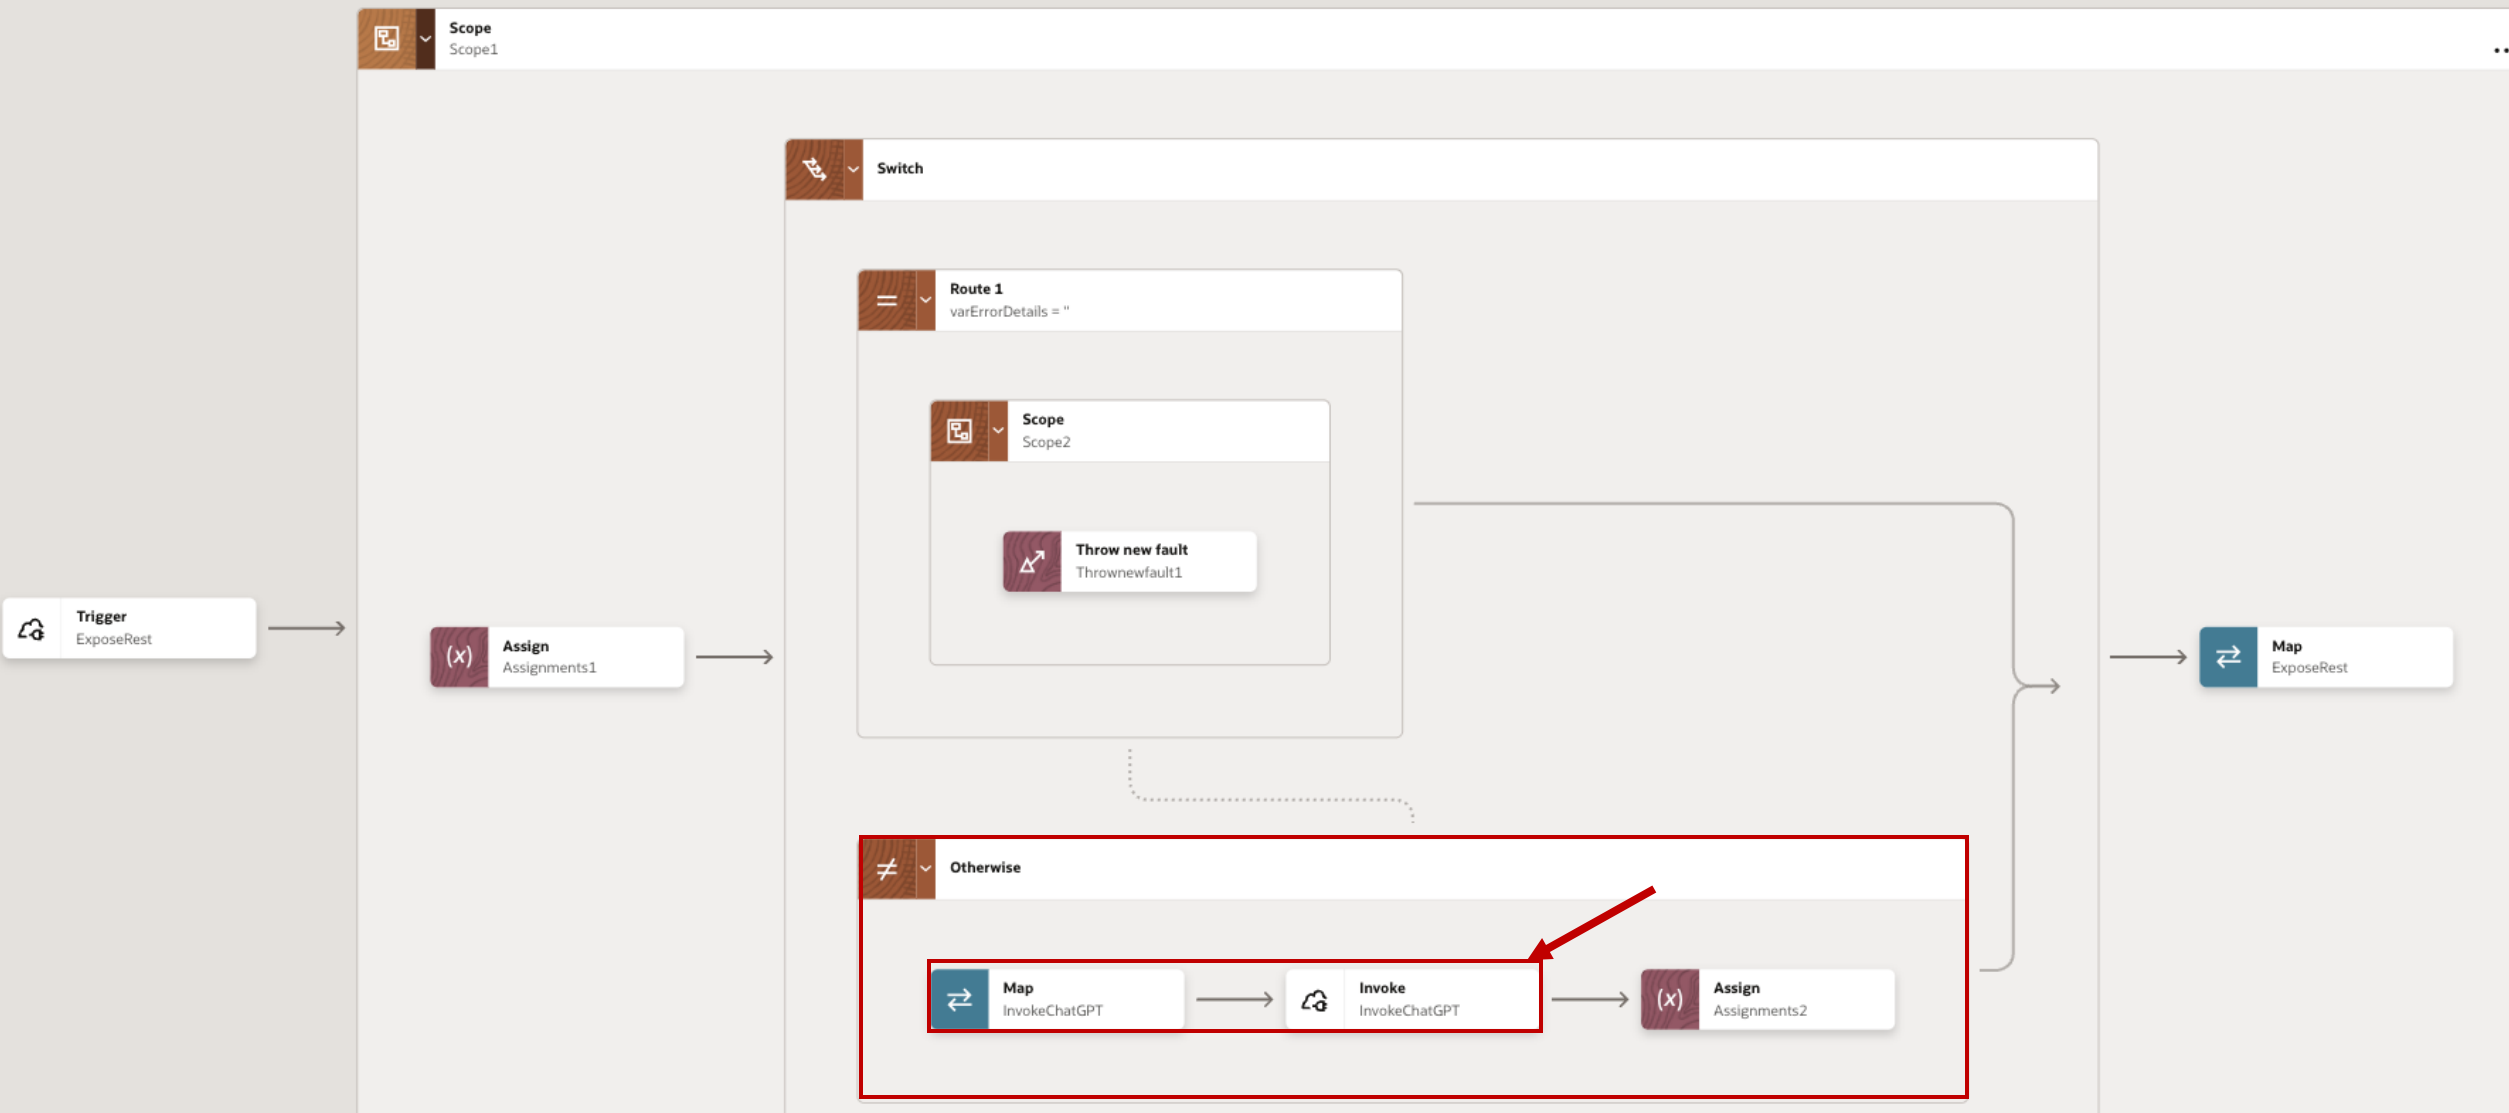 Scope
Scope1
Switch
Route 1
varErrorDetails = ''
Scope
Scope2
Throw new fault
Thrownewfault1
Trigger
ExposeRest
(x)
Assign
Assignments1
Map
ExposeRest
Otherwise
Map
InvokeChatGPT
Invoke
InvokeChatGPT
(x)
Assign
Assignments2